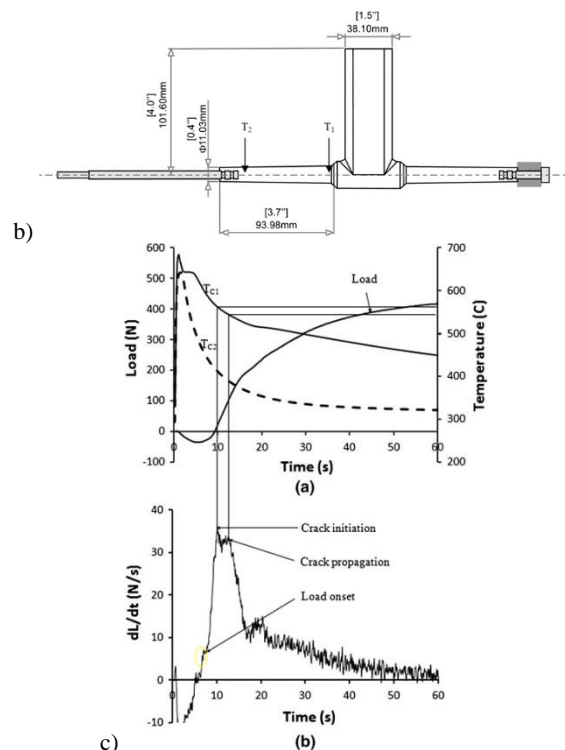 [1.5"]
38.10mm
[4.0"]
101.60mm
[0.4"]
Φ11.03mm
T2
T1
[3.7"]
93.98mm
b)
600
500
400
300
200
100
0
-100
Load (N)
700
600
500
400
300
200
Temperature (C)
TC1
TC2
Load
0 10 20 30 40 50 60
Time (s)
(a)
Crack initiation
Crack propagation
Load onset
40
30
20
10
0
-10
dL/dt (N/s)
0 10 20 30 40 50 60
Time (s)
c)
(b)